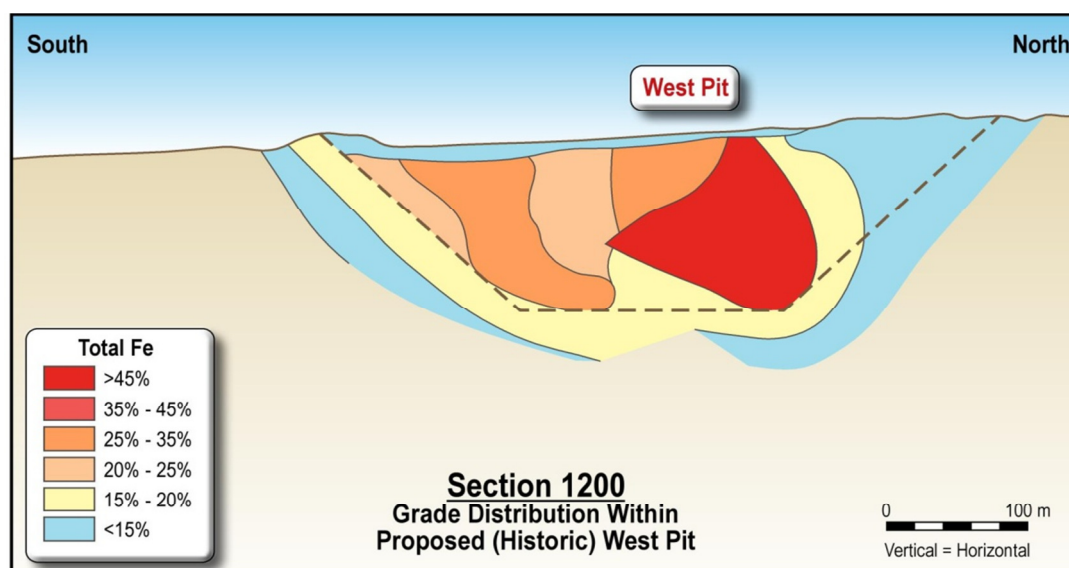 South
North
West Pit
Total Fe
>45%
35% - 45%
25% - 35%
20% - 25%
15% - 20%
<15%
Section 1200
Grade Distribution Within
Proposed (Historic) West Pit
0 100 m
Vertical = Horizontal